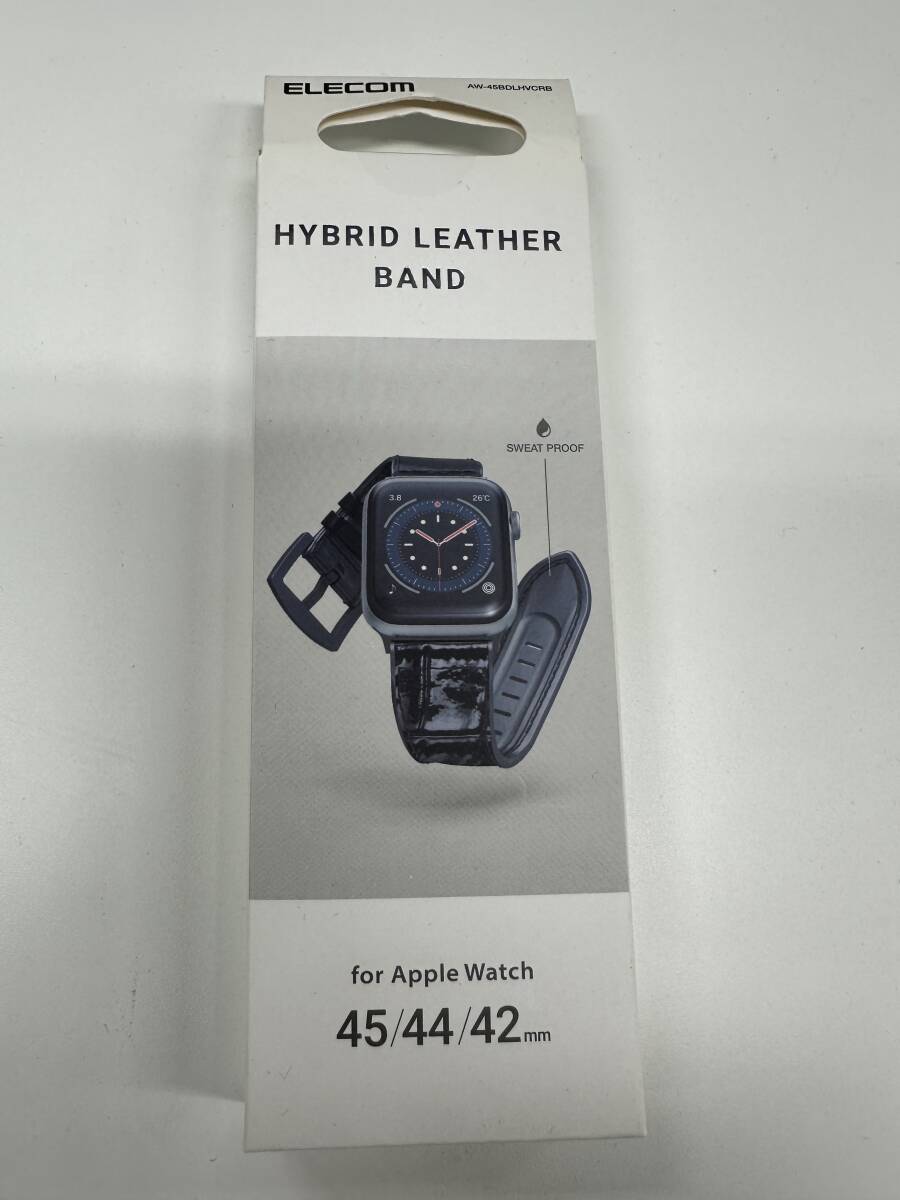 ELECOM
AW-45BDLHVCRB
HYBRID LEATHER
BAND
SWEAT PROOF
3.8
26℃
for Apple Watch
45/44/42mm